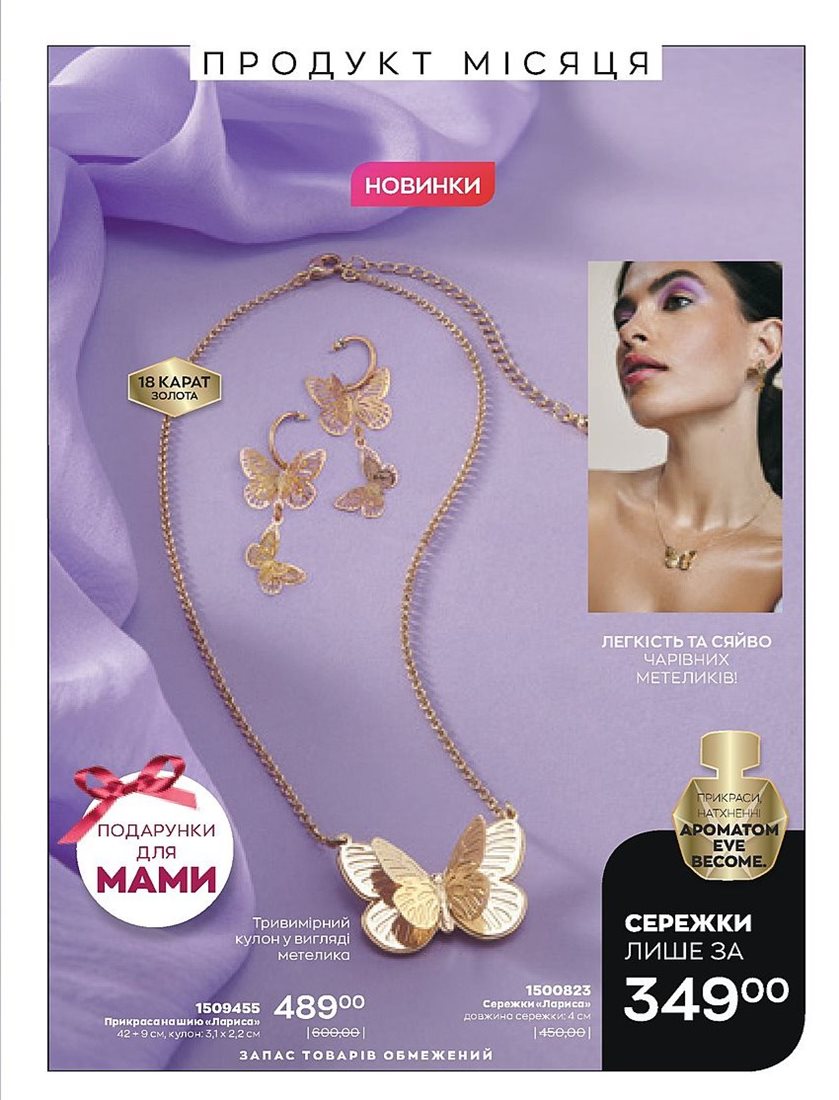 ПРОДУКТ МІСЯЦЯ
НОВИНКИ
18 КАРАТ
ЗОЛОТА
ЛЕГКІСТЬ ТА СЯЙВО
ЧАРІВНИХ
МЕТЕЛИКІВ!
ПРИКРАСИ,
НАТХНЕННІ
АРОМАТОМ
EVE
BECOME.
ПОДАРУНКИ
ДЛЯ
МАМИ
Тривимірний
кулон у вигляді
метелика
1509455
Прикраса на шию «Лариса»
42 + 9 см, кулон: 3,1 х 2,2 см
489⁰⁰
|600,00|
1500823
Сережки «Лариса»
довжина сережки: 4 см
|450,00|
СЕРЕЖКИ
ЛИШЕ ЗА
349⁰⁰
ЗАПАС ТОВАРІВ ОБМЕЖЕНИЙ